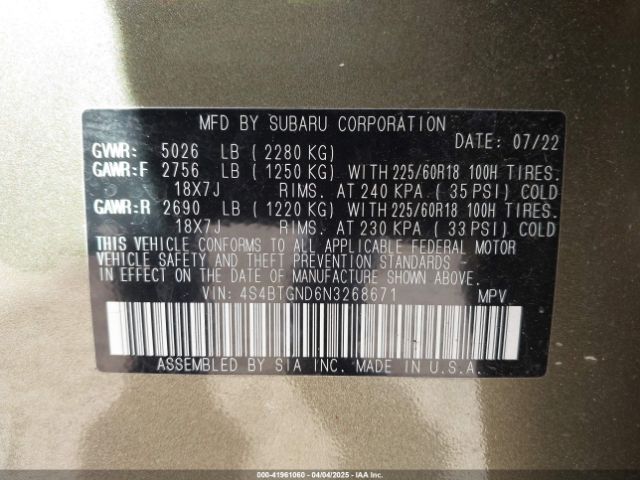 MFD BY SUBARU CORPORATION
DATE: 07/22
GVWR: 5026 LB ( 2280 KG)
GAWR:F 2756 LB ( 1250 KG) WITH 225/60R18 100H TIRES.
18X7J RIMS. AT 240 KPA ( 35 PSI) COLD
GAWR:R 2690 LB ( 1220 KG) WITH 225/60R18 100H TIRES.
18X7J RIMS. AT 230 KPA ( 33 PSI) COLD
THIS VEHICLE CONFORMS TO ALL APPLICABLE FEDERAL MOTOR
VEHICLE SAFETY AND THEFT PREVENTION STANDARDS
IN EFFECT ON THE DATE OF MANUFACTURE SHOWN ABOVE.
VIN: 4S4BTGND6N3268671 MPV
ASSEMBLED BY SIA INC. MADE IN U.S.A.
000-41961060 - 04/04/2025 - IAAI.CA